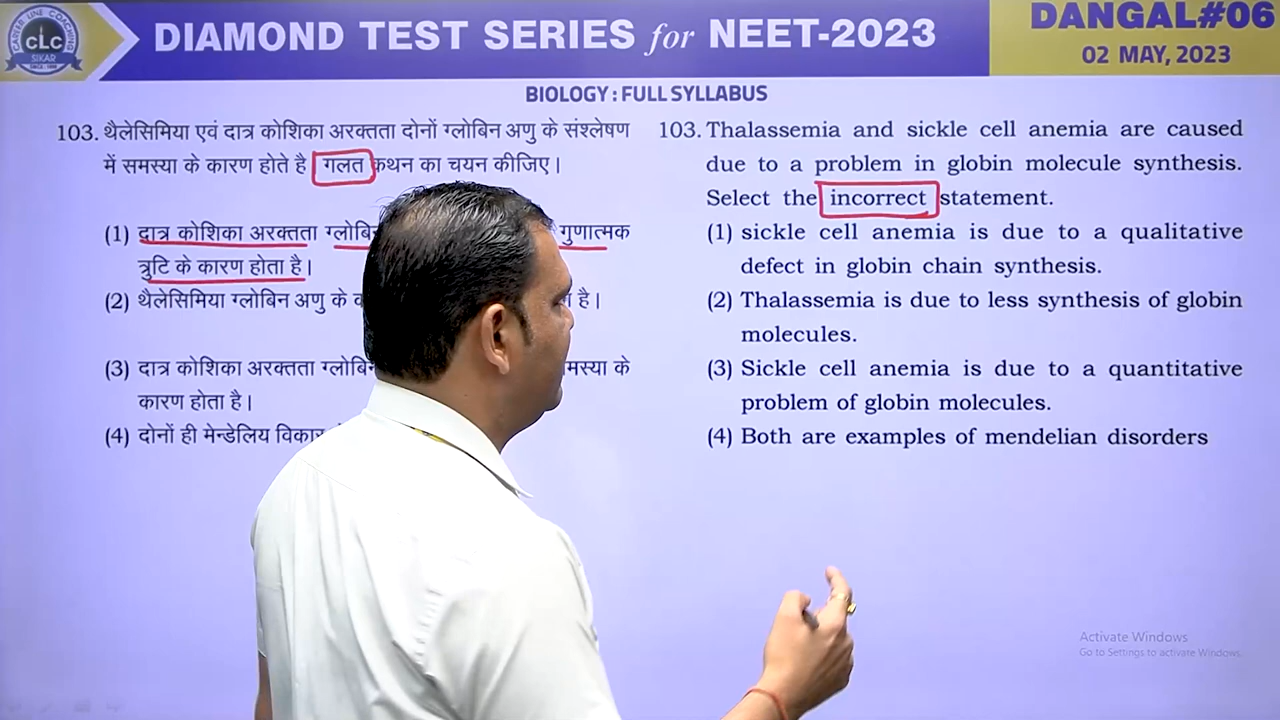 CAREER LINE COACHING
CLC
SIKAR
SINCE : 1996
DIAMOND TEST SERIES for NEET-2023
DANGAL#06
02 MAY, 2023
BIOLOGY : FULL SYLLABUS
103. थैलेसिमिया एवं दात्र कोशिका अरक्तता दोनों ग्लोबिन अणु के संश्लेषण
में समस्या के कारण होते है गलत कथन का चयन कीजिए।
(1) दात्र कोशिका अरक्तता गुणात्मक
त्रुटि के कारण होता है।
(2) थैलेसिमिया ग्लोबिन अणु के है।
(3) दात्र कोशिका अरक्तता के
कारण होता है।
(4) दोनों ही मेन्डेलिय
103. Thalassemia and sickle cell anemia are caused
due to a problem in globin molecule synthesis.
Select the incorrect statement.
(1) sickle cell anemia is due to a qualitative
defect in globin chain synthesis.
(2) Thalassemia is due to less synthesis of globin
molecules.
(3) Sickle cell anemia is due to a quantitative
problem of globin molecules.
(4) Both are examples of mendelian disorders
Activate Windows
Go to Settings to activate Windows.